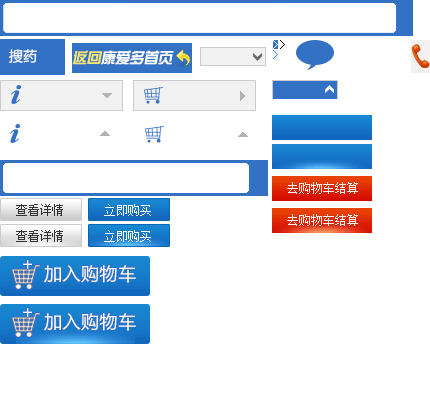 搜药
返回康爱多首页
查看详情
立即购买
去购物车结算
查看详情
立即购买
去购物车结算
加入购物车
加入购物车